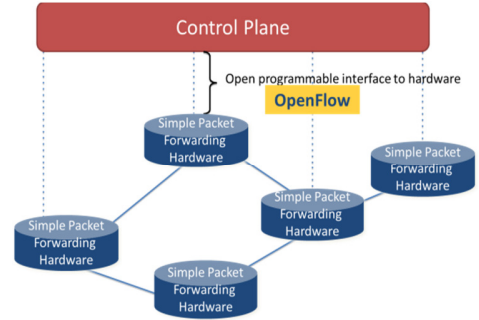 Control Plane
Open programmable interface to hardware
OpenFlow
Simple Packet
Forwarding
Hardware
Simple Packet
Forwarding
Hardware
Simple Packet
Forwarding
Hardware
Simple Packet
Forwarding
Hardware
Simple Packet
Forwarding
Hardware